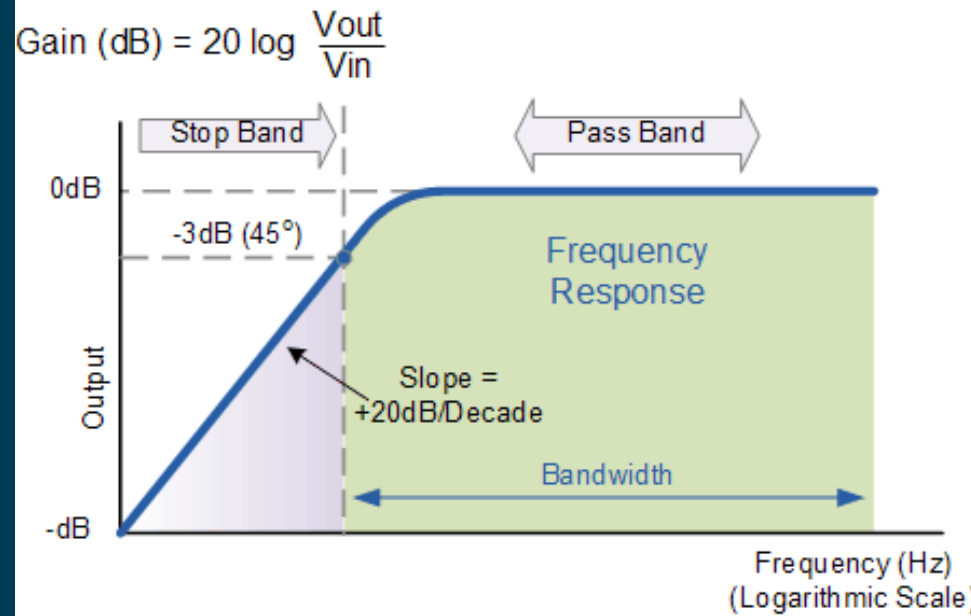 Gain (dB) = 20 log Vout
Vin
Stop Band
Pass Band
0dB
-3dB (45°)
Frequency
Response
Output
Slope =
+20dB/Decade
Bandwidth
-dB
Frequency (Hz)
(Logarithmic Scale)